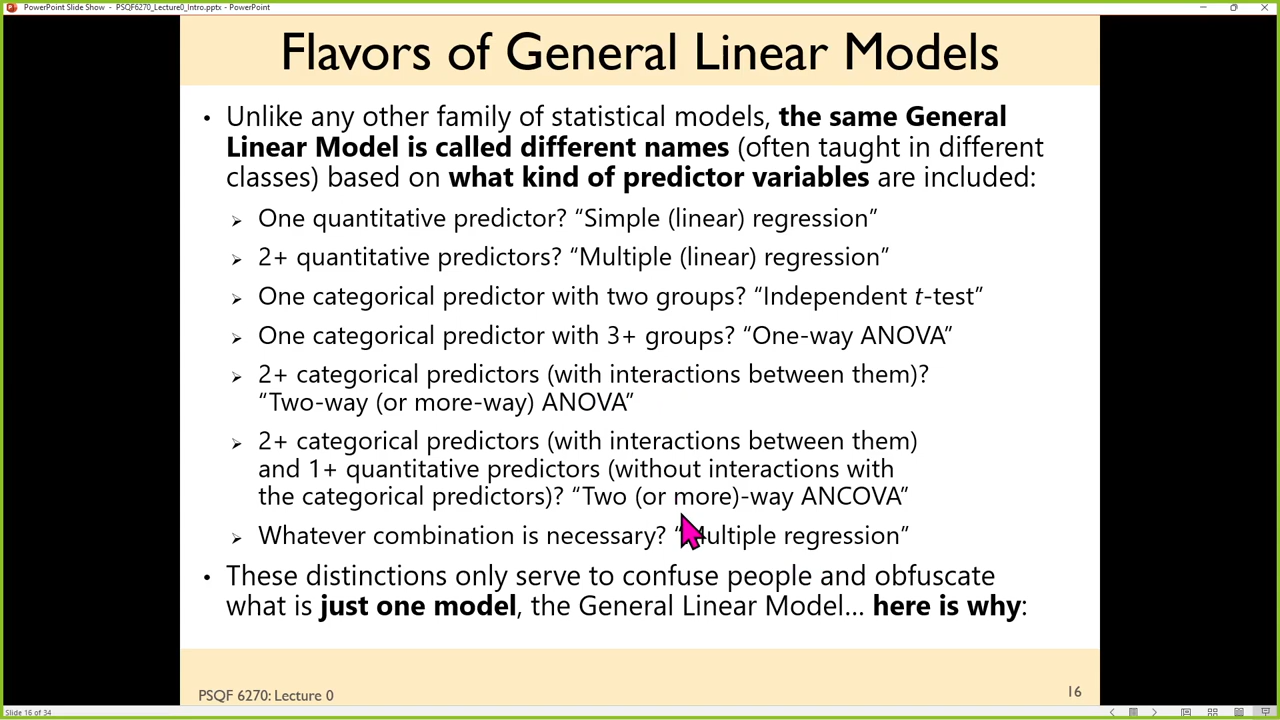 PowerPoint Slide Show - PSQF6270_Lecture0_Intro.pptx - PowerPoint
Flavors of General Linear Models
• Unlike any other family of statistical models, the same General
Linear Model is called different names (often taught in different
classes) based on what kind of predictor variables are included:
➢ One quantitative predictor? “Simple (linear) regression”
➢ 2+ quantitative predictors? “Multiple (linear) regression”
➢ One categorical predictor with two groups? “Independent t-test”
➢ One categorical predictor with 3+ groups? “One-way ANOVA”
➢ 2+ categorical predictors (with interactions between them)?
“Two-way (or more-way) ANOVA”
➢ 2+ categorical predictors (with interactions between them)
and 1+ quantitative predictors (without interactions with
the categorical predictors)? “Two (or more)-way ANCOVA”
➢ Whatever combination is necessary? “Multiple regression”
• These distinctions only serve to confuse people and obfuscate
what is just one model, the General Linear Model… here is why:
PSQF 6270: Lecture 0
16
Slide 16 of 34